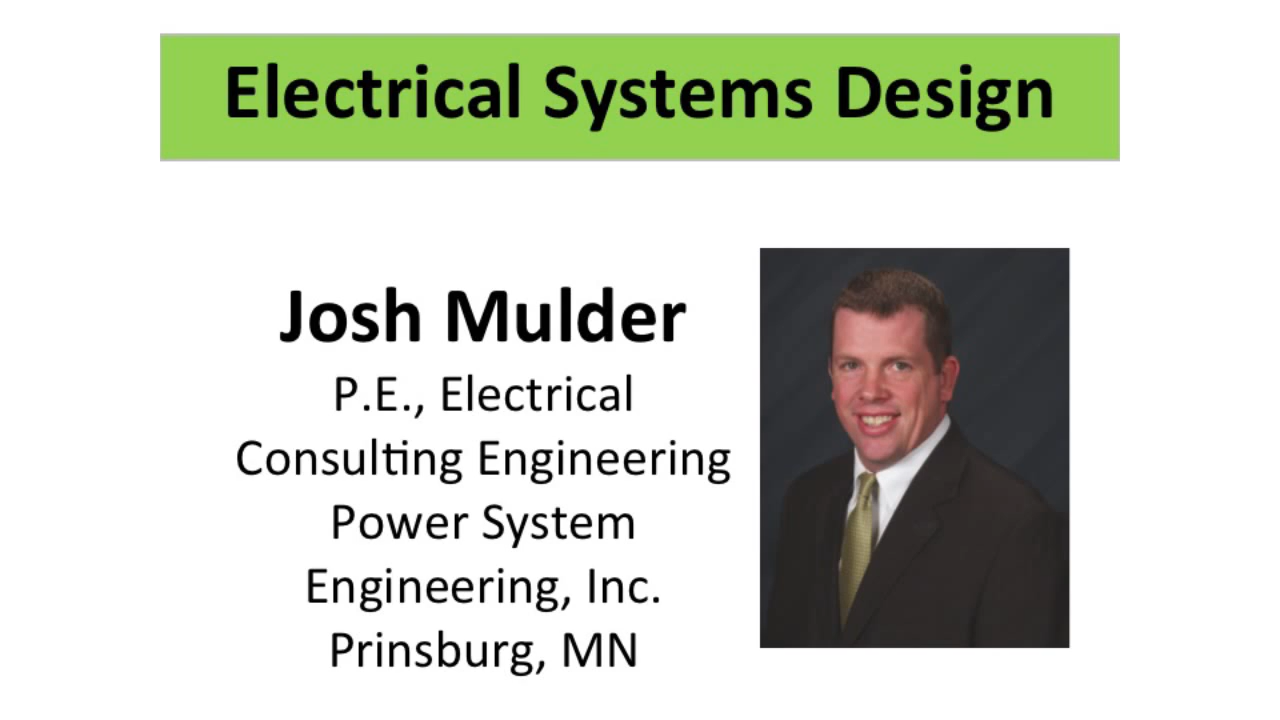 Electrical Systems Design
Josh Mulder
P.E., Electrical
Consulting Engineering
Power System
Engineering, Inc.
Prinsburg, MN